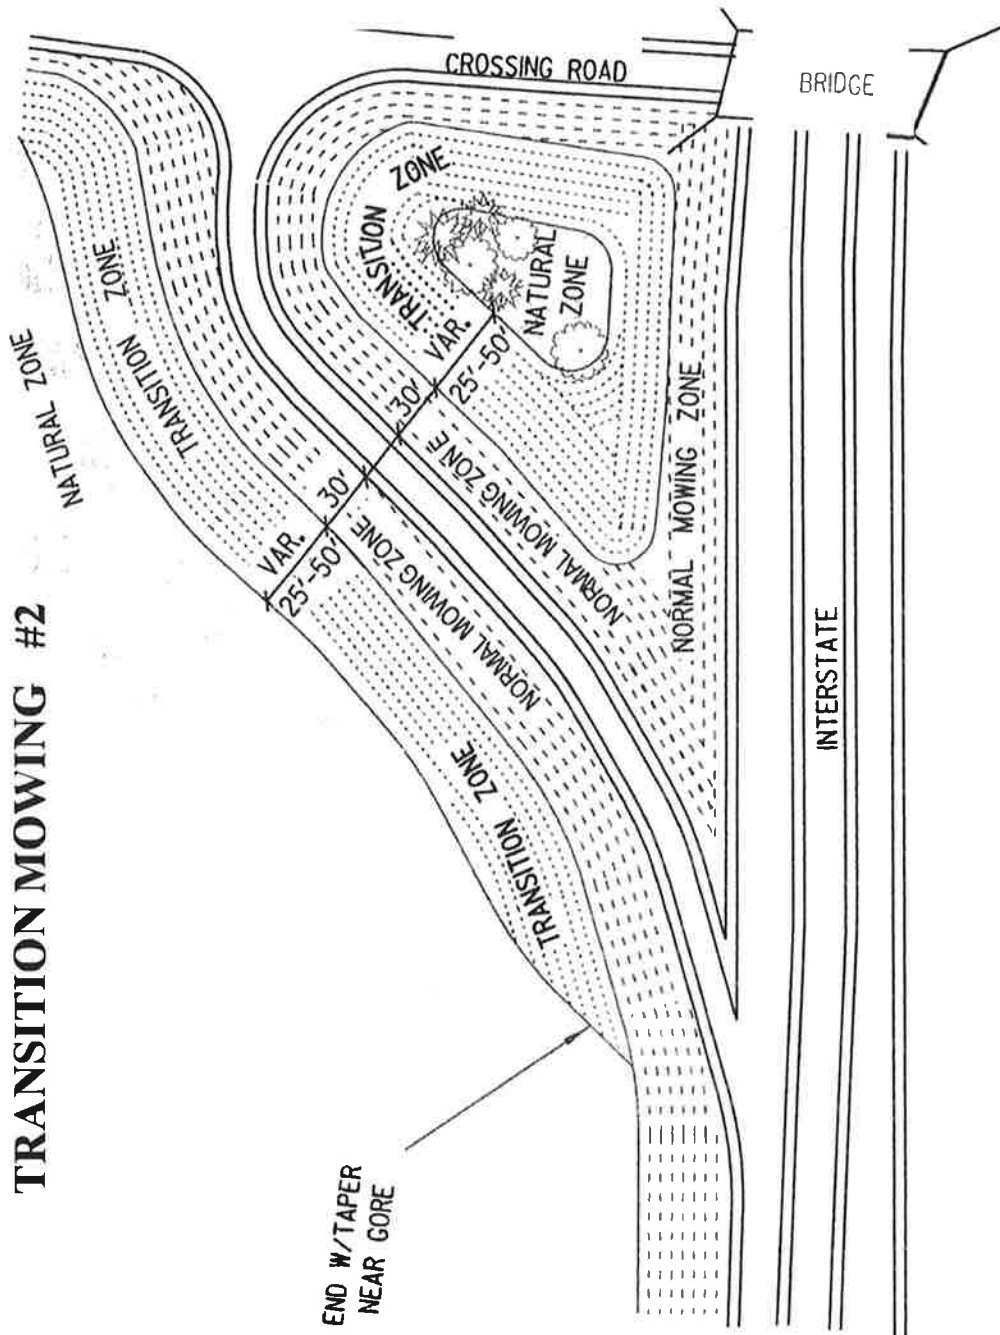 TRANSITION MOWING #2
CROSSING ROAD
BRIDGE
NATURAL ZONE
TRANSITION ZONE
TRANSITION ZONE
NATURAL
ZONE
VAR.
25'-50'
30'
30'
VAR.
25'-50'
NORMAL MOWING ZONE
NORMAL MOWING ZONE
NORMAL MOWING ZONE
TRANSITION ZONE
INTERSTATE
END W/TAPER
NEAR GORE